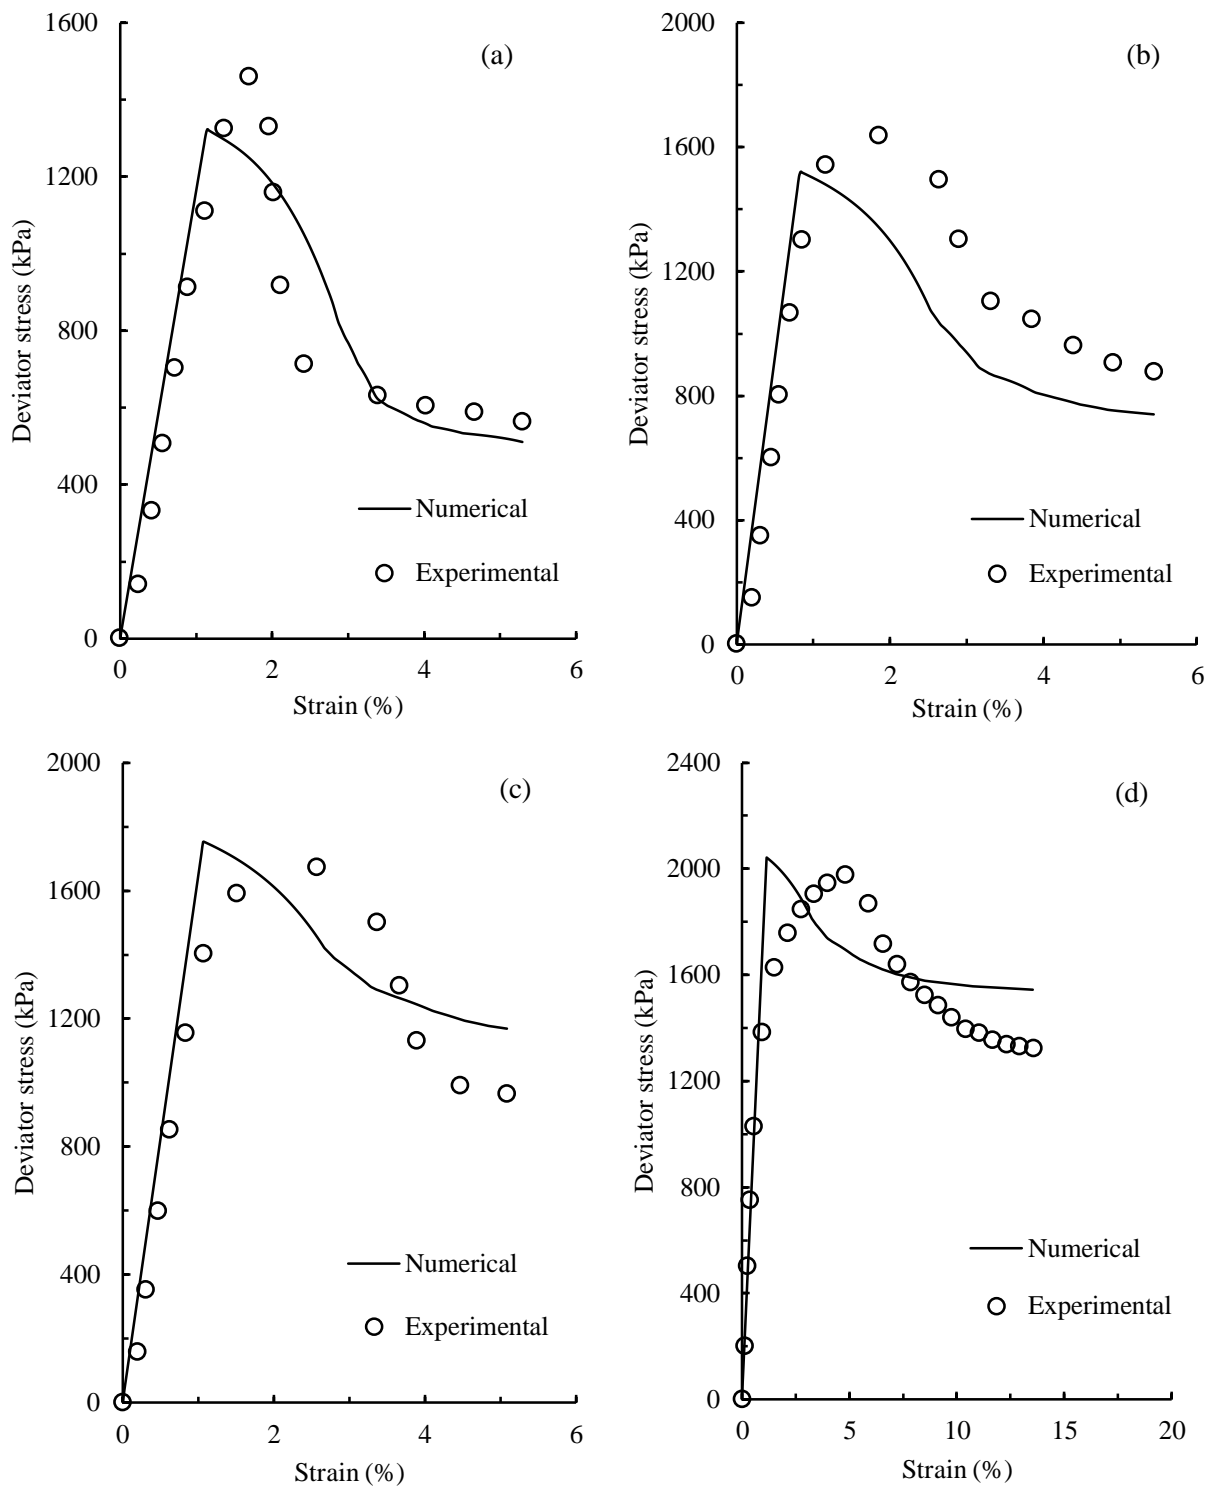 1600
1200
800
400
0
0
2
4
6
Deviator stress (kPa)
Strain (%)
(a)
Numerical
Experimental
2000
1600
1200
800
400
0
0
2
4
6
Deviator stress (kPa)
Strain (%)
(b)
Numerical
Experimental
2000
1600
1200
800
400
0
0
2
4
6
Deviator stress (kPa)
Strain (%)
(c)
Numerical
Experimental
2400
2000
1600
1200
800
400
0
0
5
10
15
20
Deviator stress (kPa)
Strain (%)
(d)
Numerical
Experimental